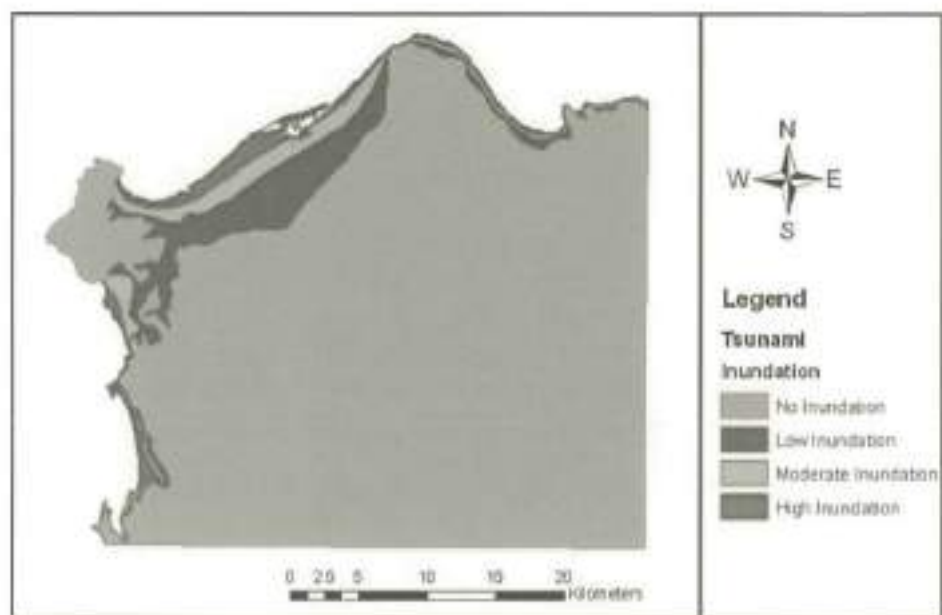 N
W E
S
Legend
Tsunami
Inundation
No Inundation
Low Inundation
Moderate Inundation
High Inundation
0 2.5 5 10 15 20
Kilometers